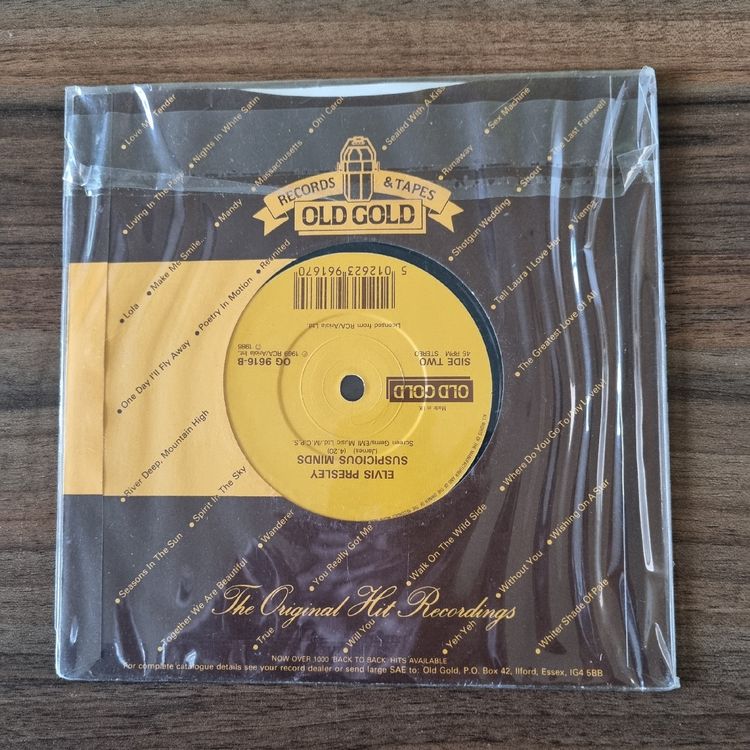 RECORDS & TAPES
OLD GOLD
Love Me Tender
Nights In White Satin
Massachusetts
Oh! Carol
Sealed With A Kiss
Runaway
Sex Machine
Shout
The Last Farewell
Living In The Past
Mandy
Shotgun Wedding
Vienna
Make Me Smile..
Reunited
Tell Laura I Love Her
Lola
Poetry In Motion
The Greatest Love Of All
One Day I'll Fly Away
River Deep, Mountain High
Where Do You Go To (My Lovely)
Spirit In The Sky
Wishing On A Star
Seasons In The Sun
Wanderer
You Really Got Me
Walk On The Wild Side
Without You
Together We Are Beautiful
True
Will You
Yeh Yeh
Whiter Shade Of Pale
5 012623 961670
Licensed from RCA/Ariola Ltd.
SIDE TWO
45 RPM STEREO
OG 9616-B
℗ 1969 RCA/Ariola Int.
© 1985
OLD GOLD
Made in UK
Screen Gems/EMI Music Ltd./M.C.P.S.
(James) (4.20)
SUSPICIOUS MINDS
ELVIS PRESLEY
The Original Hit Recordings
NOW OVER 1000 'BACK TO BACK' HITS AVAILABLE
For complete catalogue details see your record dealer or send large SAE to: Old Gold, P.O. Box 42, Ilford, Essex, IG4 5BB